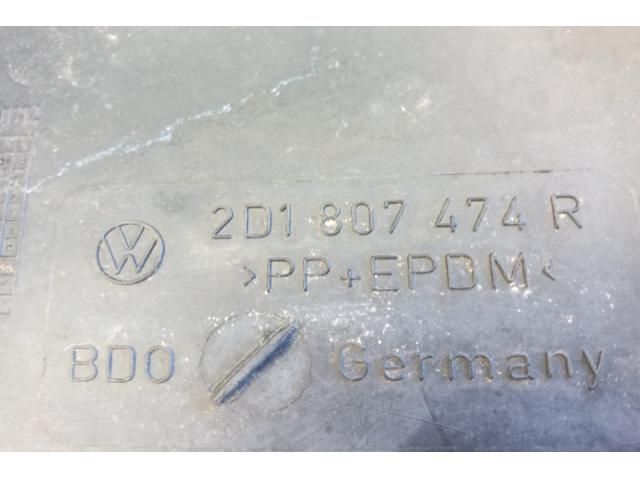 2D1 807 474 R
>PP+EPDM<
BDO Germany